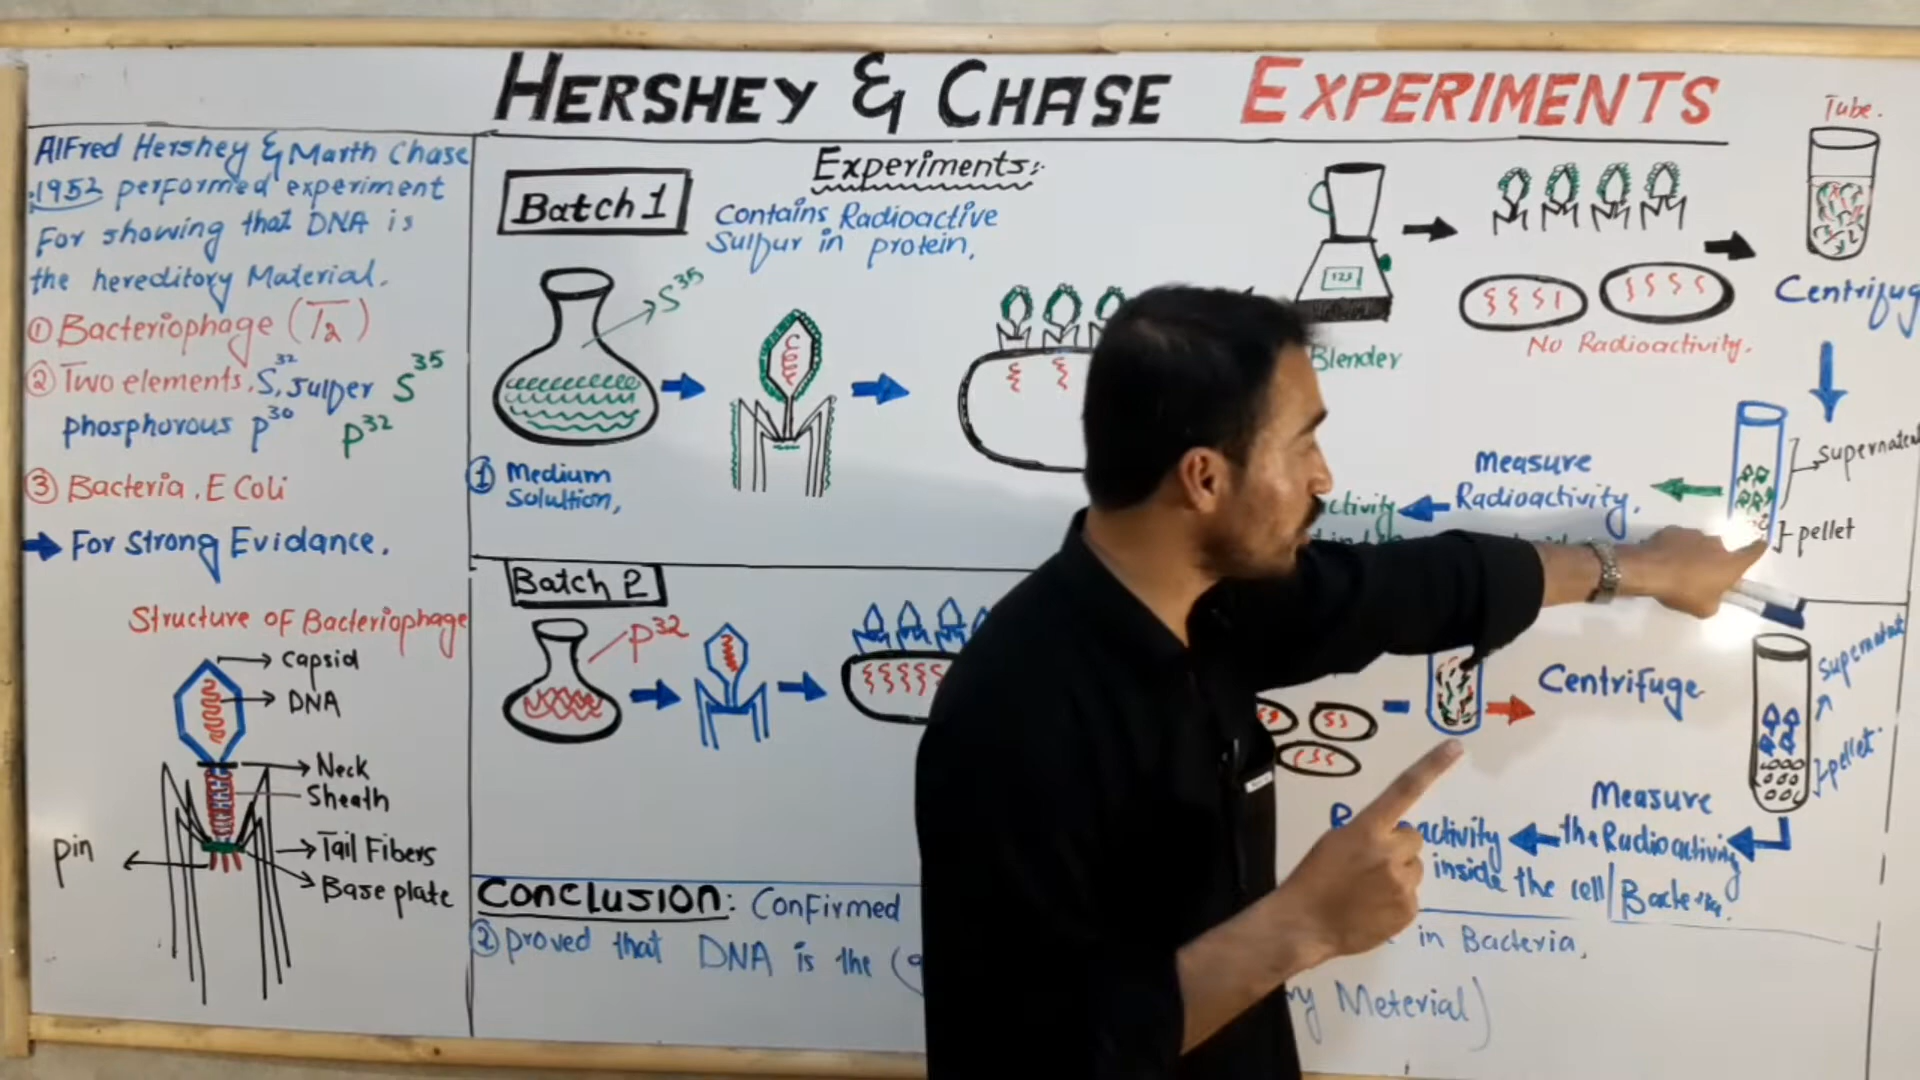 HERSHEY & CHASE EXPERIMENTS
Alfred Hershey & Marth Chase
1952 performed experiment
For showing that DNA is
the hereditory Material.
① Bacteriophage (T2)
② Two elements, S32, sulper S35
phosphorous p30 p32
③ Bacteria, E Coli
For Strong Evidance.
Structure of Bacteriophage
Capsid
DNA
Neck
Sheath
Tail Fibers
Base plate
pin
Experiments:
Batch 1
Contains Radioactive
Sulfur in protein,
S35
① Medium
Solultion,
Blender
No Radioactivity.
Tube.
Centrifug
supernatent
pellet
Measure
Radioactivity.
Batch 2
p32
Centrifuge
supernatat
pellet
Measure
the Radioactivity
inside the cell/Bacteria
Conclusion: Confirmed
in Bacteria,
② proved that DNA is the
Meterial)